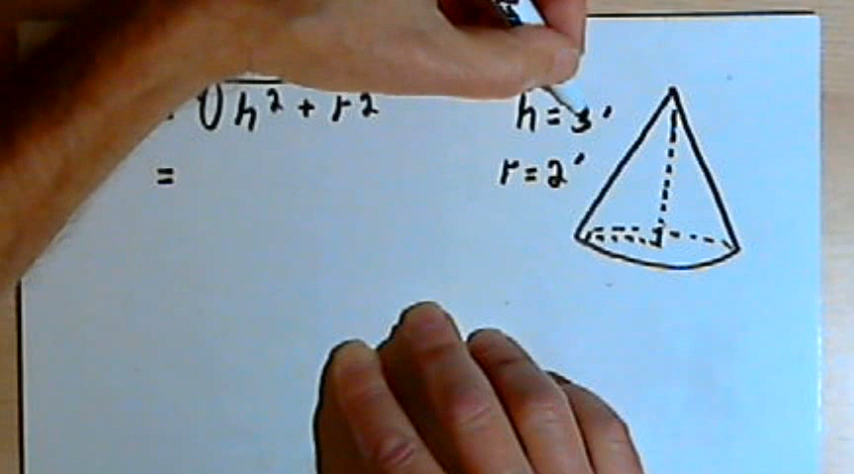 = √h² + r²
h = 3'
=
r = 2'